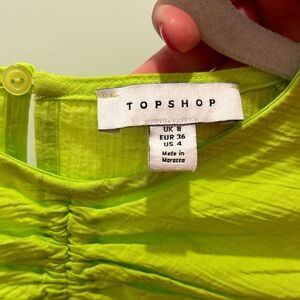 TOPSHOP
UK 8
EUR 36
US 4
Made in
Morocco